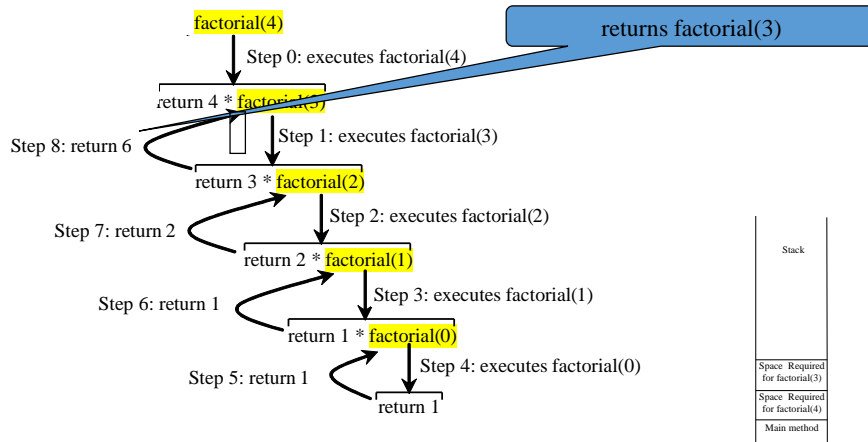 factorial(4)
returns factorial(3)
Step 0: executes factorial(4)
return 4 * factorial(3)
Step 8: return 6
Step 1: executes factorial(3)
return 3 * factorial(2)
Step 7: return 2
Step 2: executes factorial(2)
return 2 * factorial(1)
Step 6: return 1
Step 3: executes factorial(1)
return 1 * factorial(0)
Step 5: return 1
Step 4: executes factorial(0)
return 1
Stack
Space Required
for factorial(3)
Space Required
for factorial(4)
Main method